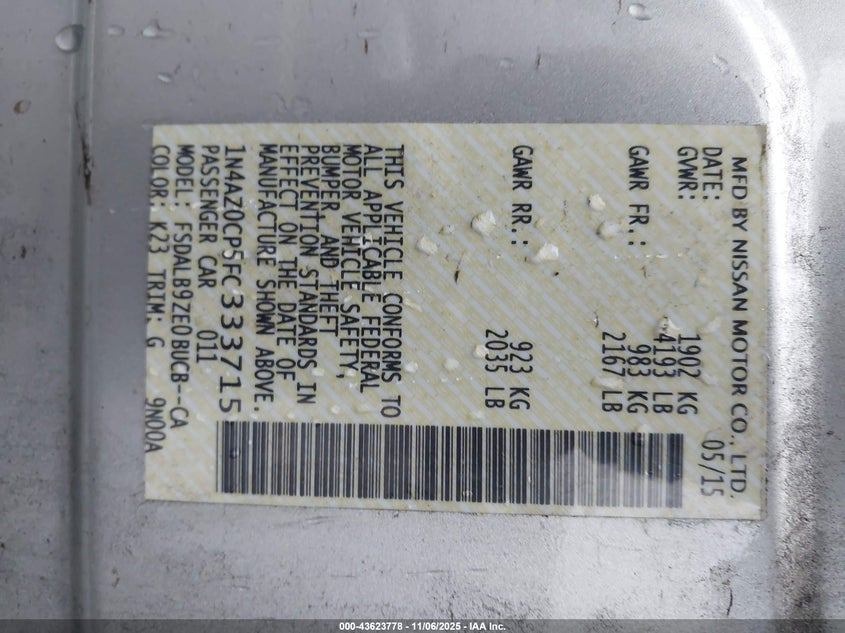 MFD BY NISSAN MOTOR CO., LTD.
DATE: 05/15
GVWR: 1902 KG
4193 LB
GAWR FR.: 983 KG
2167 LB
GAWR RR.: 923 KG
2035 LB
THIS VEHICLE CONFORMS TO
ALL APPLICABLE FEDERAL
MOTOR VEHICLE SAFETY,
BUMPER, AND THEFT
PREVENTION STANDARDS IN
EFFECT ON THE DATE OF
MANUFACTURE SHOWN ABOVE.
1N4AZ0CP5FC333715
PASSENGER CAR 011
MODEL: FSDALB9ZE0BUCB--CA
COLOR: K23 TRIM: G 9N00A
000-43623778 - 11/06/2025 - IAA Inc.